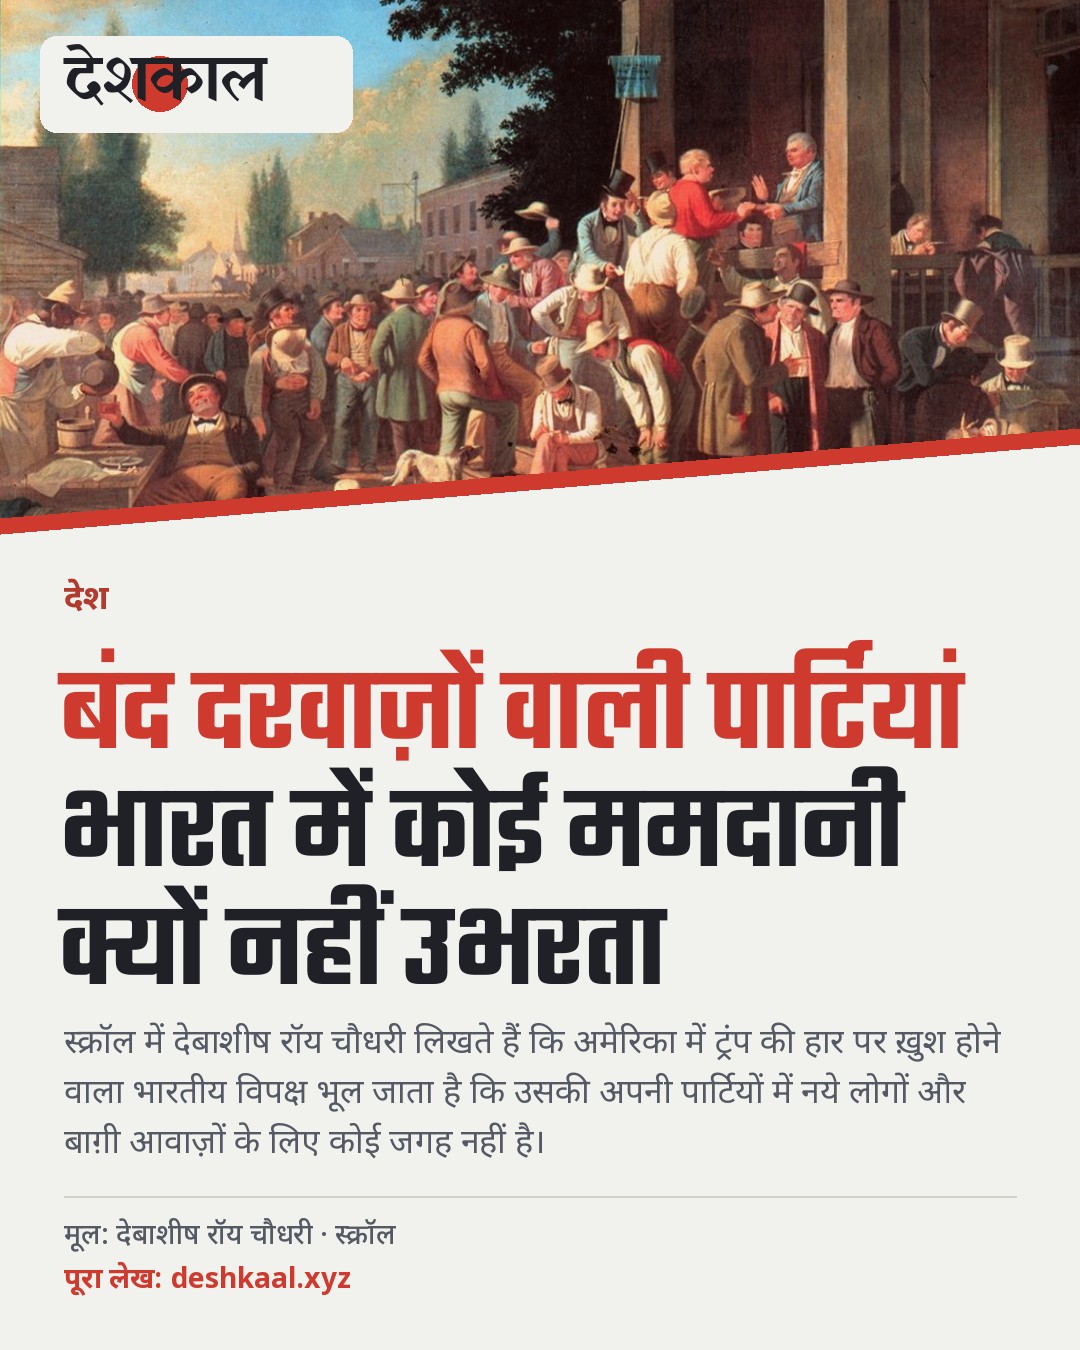 देशकाल
देश
बंद दरवाज़ों वाली पार्टियां
भारत में कोई ममदानी
क्यों नहीं उभरता
स्क्रॉल में देबाशीष रॉय चौधरी लिखते हैं कि अमेरिका में ट्रंप की हार पर ख़ुश होने
वाला भारतीय विपक्ष भूल जाता है कि उसकी अपनी पार्टियों में नये लोगों और
बाग़ी आवाज़ों के लिए कोई जगह नहीं है।
मूल: देबाशीष रॉय चौधरी · स्क्रॉल
पूरा लेख: deshkaal.xyz